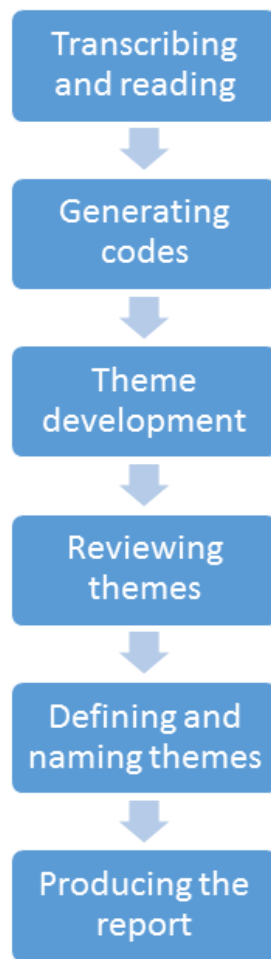 Transcribing
and reading
Generating
codes
Theme
development
Reviewing
themes
Defining and
naming themes
Producing the
report